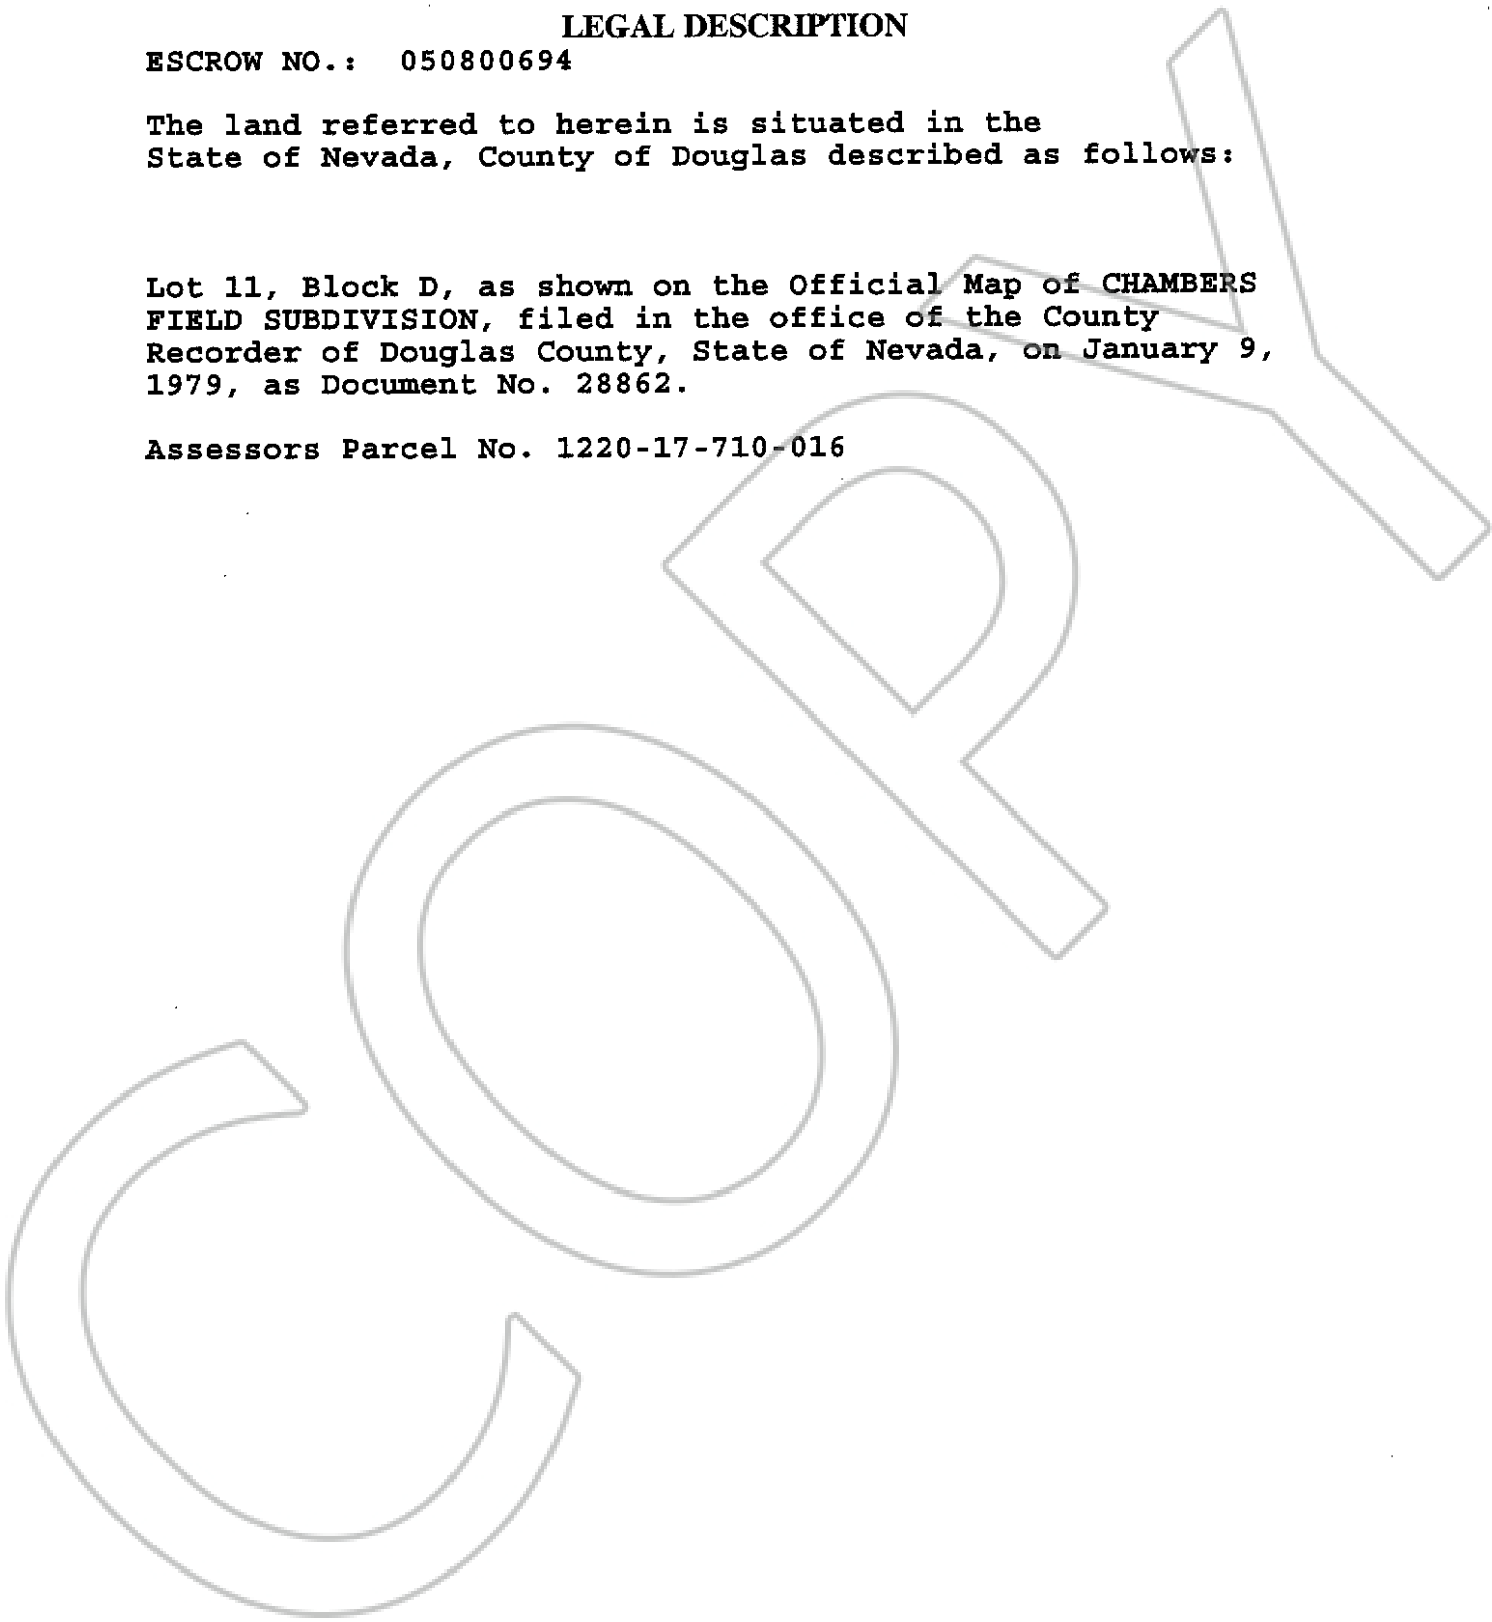 LEGAL DESCRIPTION
ESCROW NO.: 050800694
The land referred to herein is situated in the
State of Nevada, County of Douglas described as follows:
Lot 11, Block D, as shown on the Official Map of CHAMBERS
FIELD SUBDIVISION, filed in the office of the County
Recorder of Douglas County, State of Nevada, on January 9,
1979, as Document No. 28862.
Assessors Parcel No. 1220-17-710-016
COPY